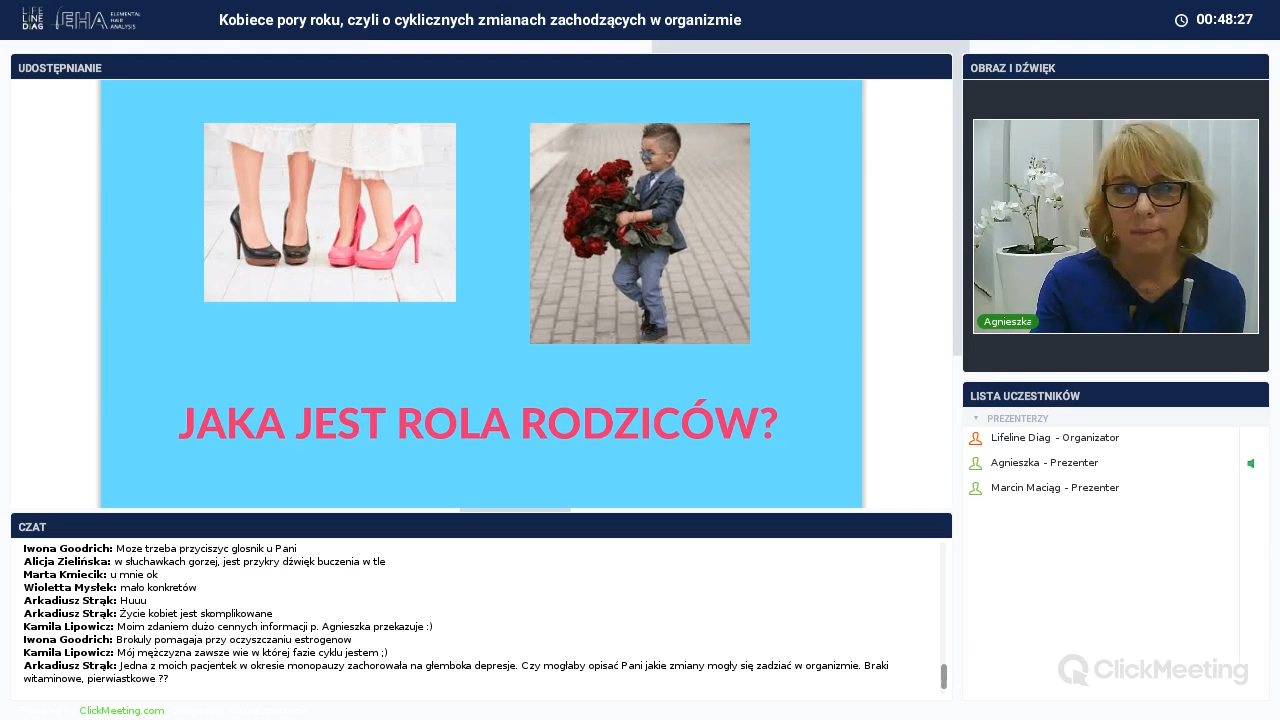 LIFE
LINE
DIAG
EHA
ELEMENTAL
HAIR
ANALYSIS
Kobiece pory roku, czyli o cyklicznych zmianach zachodzących w organizmie
00:48:27
UDOSTĘPNIANIE
JAKA JEST ROLA RODZICÓW?
OBRAZ I DŹWIĘK
Agnieszka
LISTA UCZESTNIKÓW
PREZENTERZY
Lifeline Diag - Organizator
Agnieszka - Prezenter
Marcin Maciąg - Prezenter
CZAT
Iwona Goodrich: Moze trzeba przyciszyc glosnik u Pani
Alicja Zielińska: w słuchawkach gorzej, jest przykry dźwięk buczenia w tle
Marta Kmiecik: u mnie ok
Wioletta Mysłek: mało konkretów
Arkadiusz Strąk: Huuu
Arkadiusz Strąk: Życie kobiet jest skomplikowane
Kamila Lipowicz: Moim zdaniem dużo cennych informacji p. Agnieszka przekazuje :)
Iwona Goodrich: Brokuly pomagaja przy oczyszczaniu estrogenow
Kamila Lipowicz: Mój mężczyzna zawsze wie w której fazie cyklu jestem ;)
Arkadiusz Strąk: Jedna z moich pacjentek w okresie monopauzy zachorowała na głemboka depresje. Czy mogłaby opisać Pani jakie zmiany mogły się zadziać w organizmie. Braki
witaminowe, pierwiastkowe ??
ClickMeeting
ClickMeeting.com